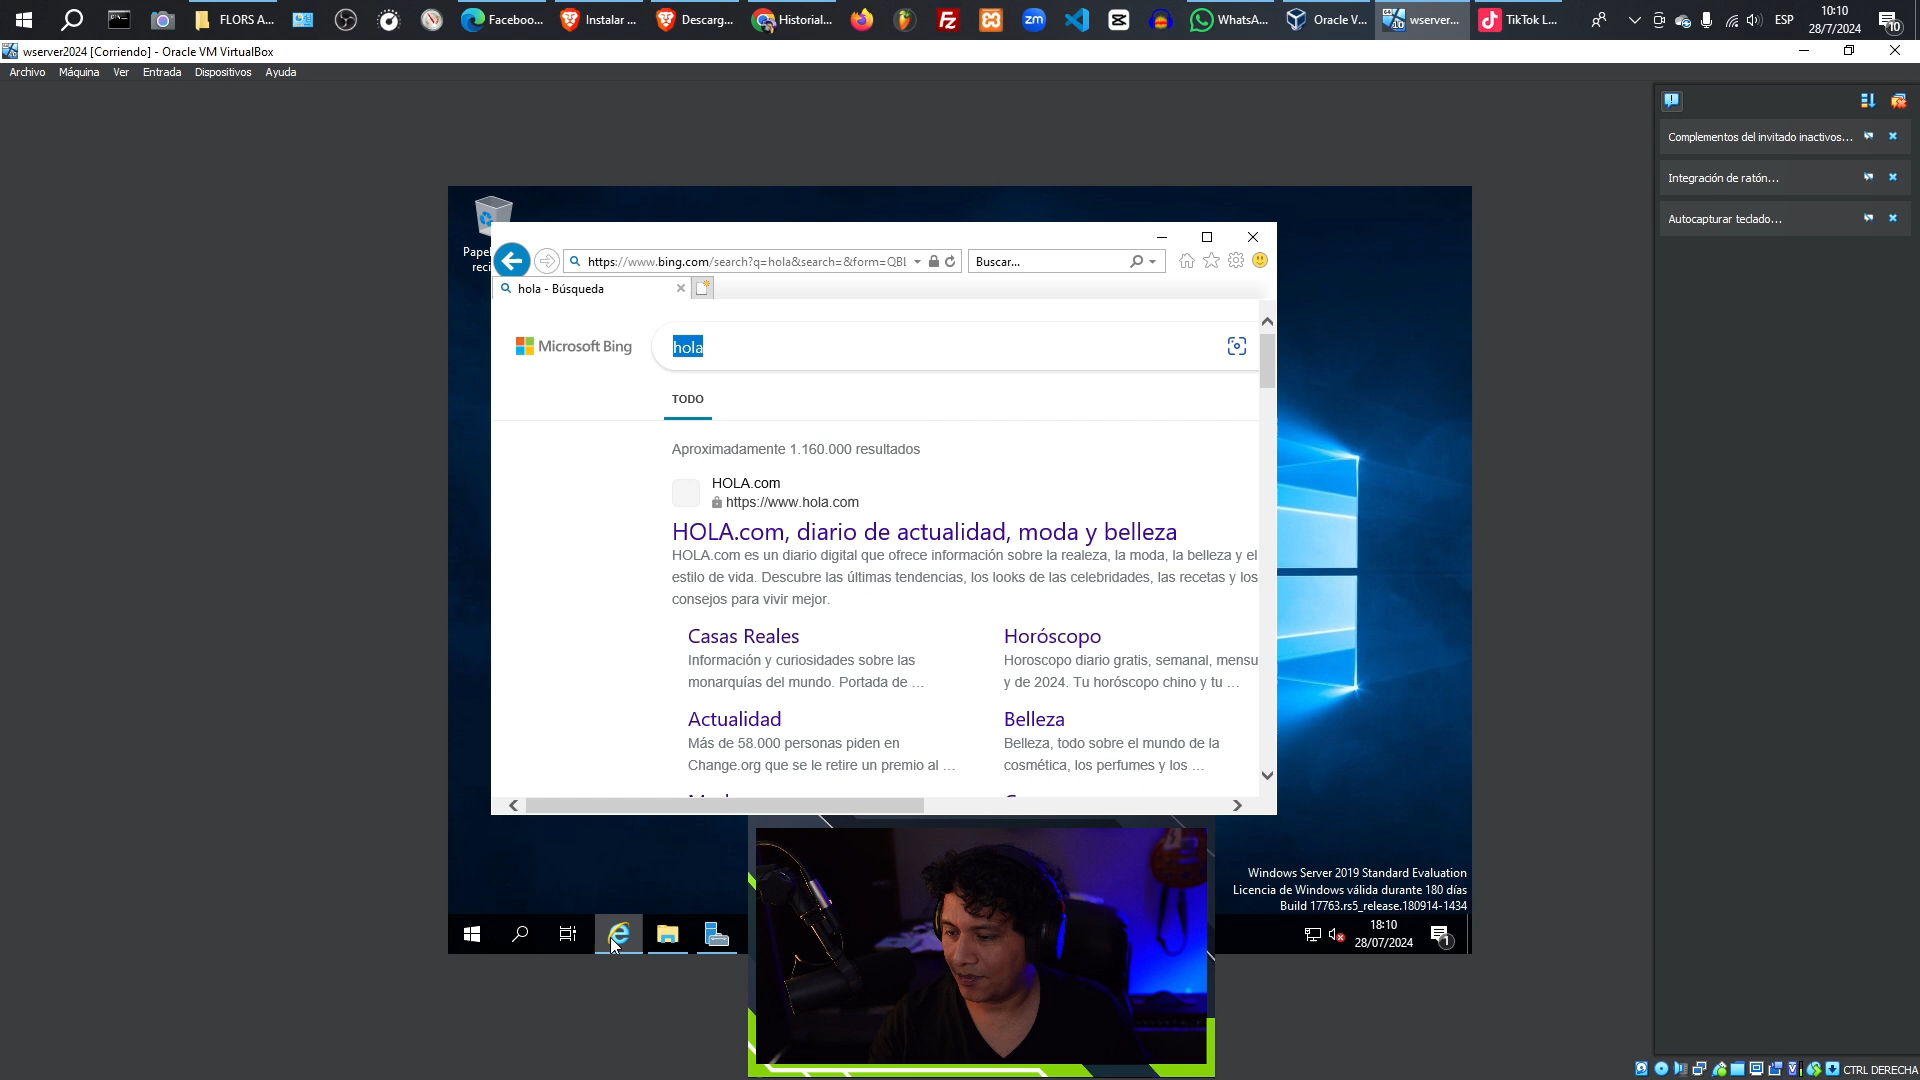 FLORS A...
Faceboo...
Instalar ...
Descarg...
Historial...
WhatsA...
Oracle V...
wserver...
TikTok L...
ESP
10:10
28/7/2024
10
wserver2024 [Corriendo] - Oracle VM VirtualBox
Archivo Máquina Ver Entrada Dispositivos Ayuda
Complementos del invitado inactivos...
Integración de ratón...
Autocapturar teclado...
https://www.bing.com/search?q=hola&search=&form=QBL
Buscar...
hola - Búsqueda
Microsoft Bing
hola
TODO
Aproximadamente 1.160.000 resultados
HOLA.com
https://www.hola.com
HOLA.com, diario de actualidad, moda y belleza
HOLA.com es un diario digital que ofrece información sobre la realeza, la moda, la belleza y el
estilo de vida. Descubre las últimas tendencias, los looks de las celebridades, las recetas y los
consejos para vivir mejor.
Casas Reales
Información y curiosidades sobre las
monarquías del mundo. Portada de ...
Horóscopo
Horoscopo diario gratis, semanal, mensu
y de 2024. Tu horóscopo chino y tu ...
Actualidad
Más de 58.000 personas piden en
Change.org que se le retire un premio al ...
Belleza
Belleza, todo sobre el mundo de la
cosmética, los perfumes y los ...
Windows Server 2019 Standard Evaluation
Licencia de Windows válida durante 180 días
Build 17763.rs5_release.180914-1434
18:10
28/07/2024
1
CTRL DERECHA